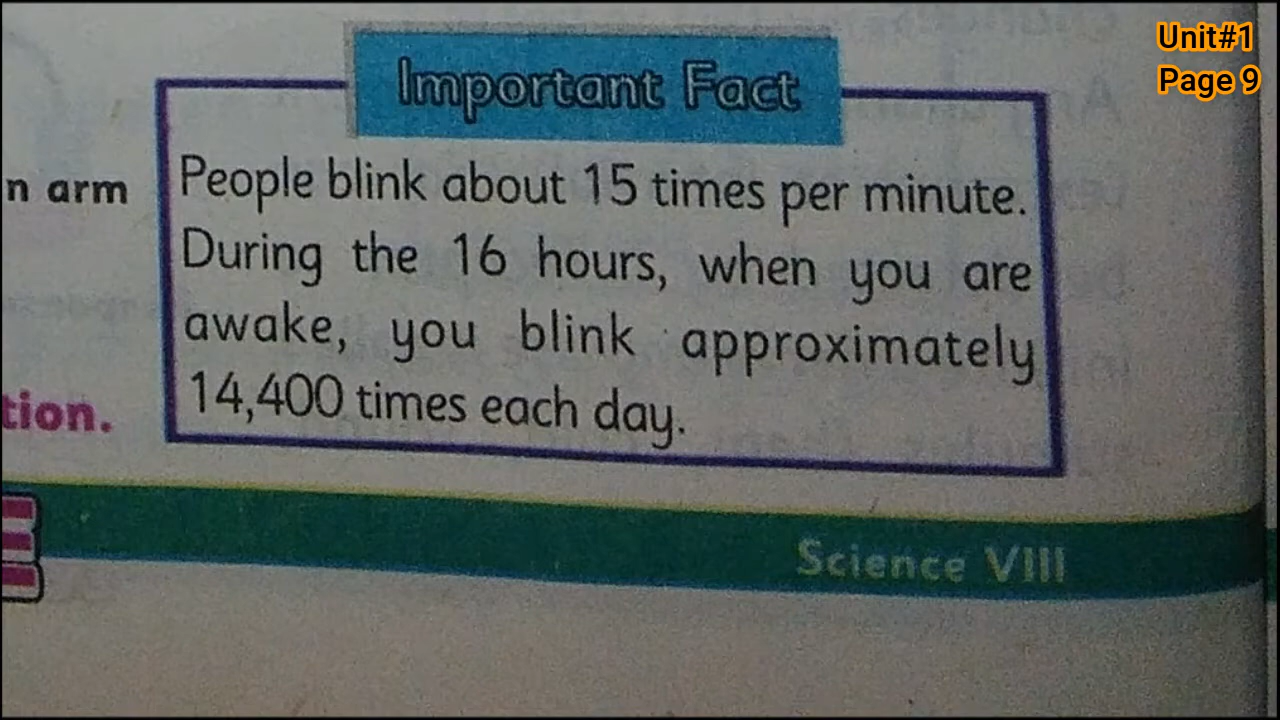 Unit#1
Page 9
Important Fact
n arm
People blink about 15 times per minute.
During the 16 hours, when you are
awake, you blink approximately
14,400 times each day.
tion.
Science VIII